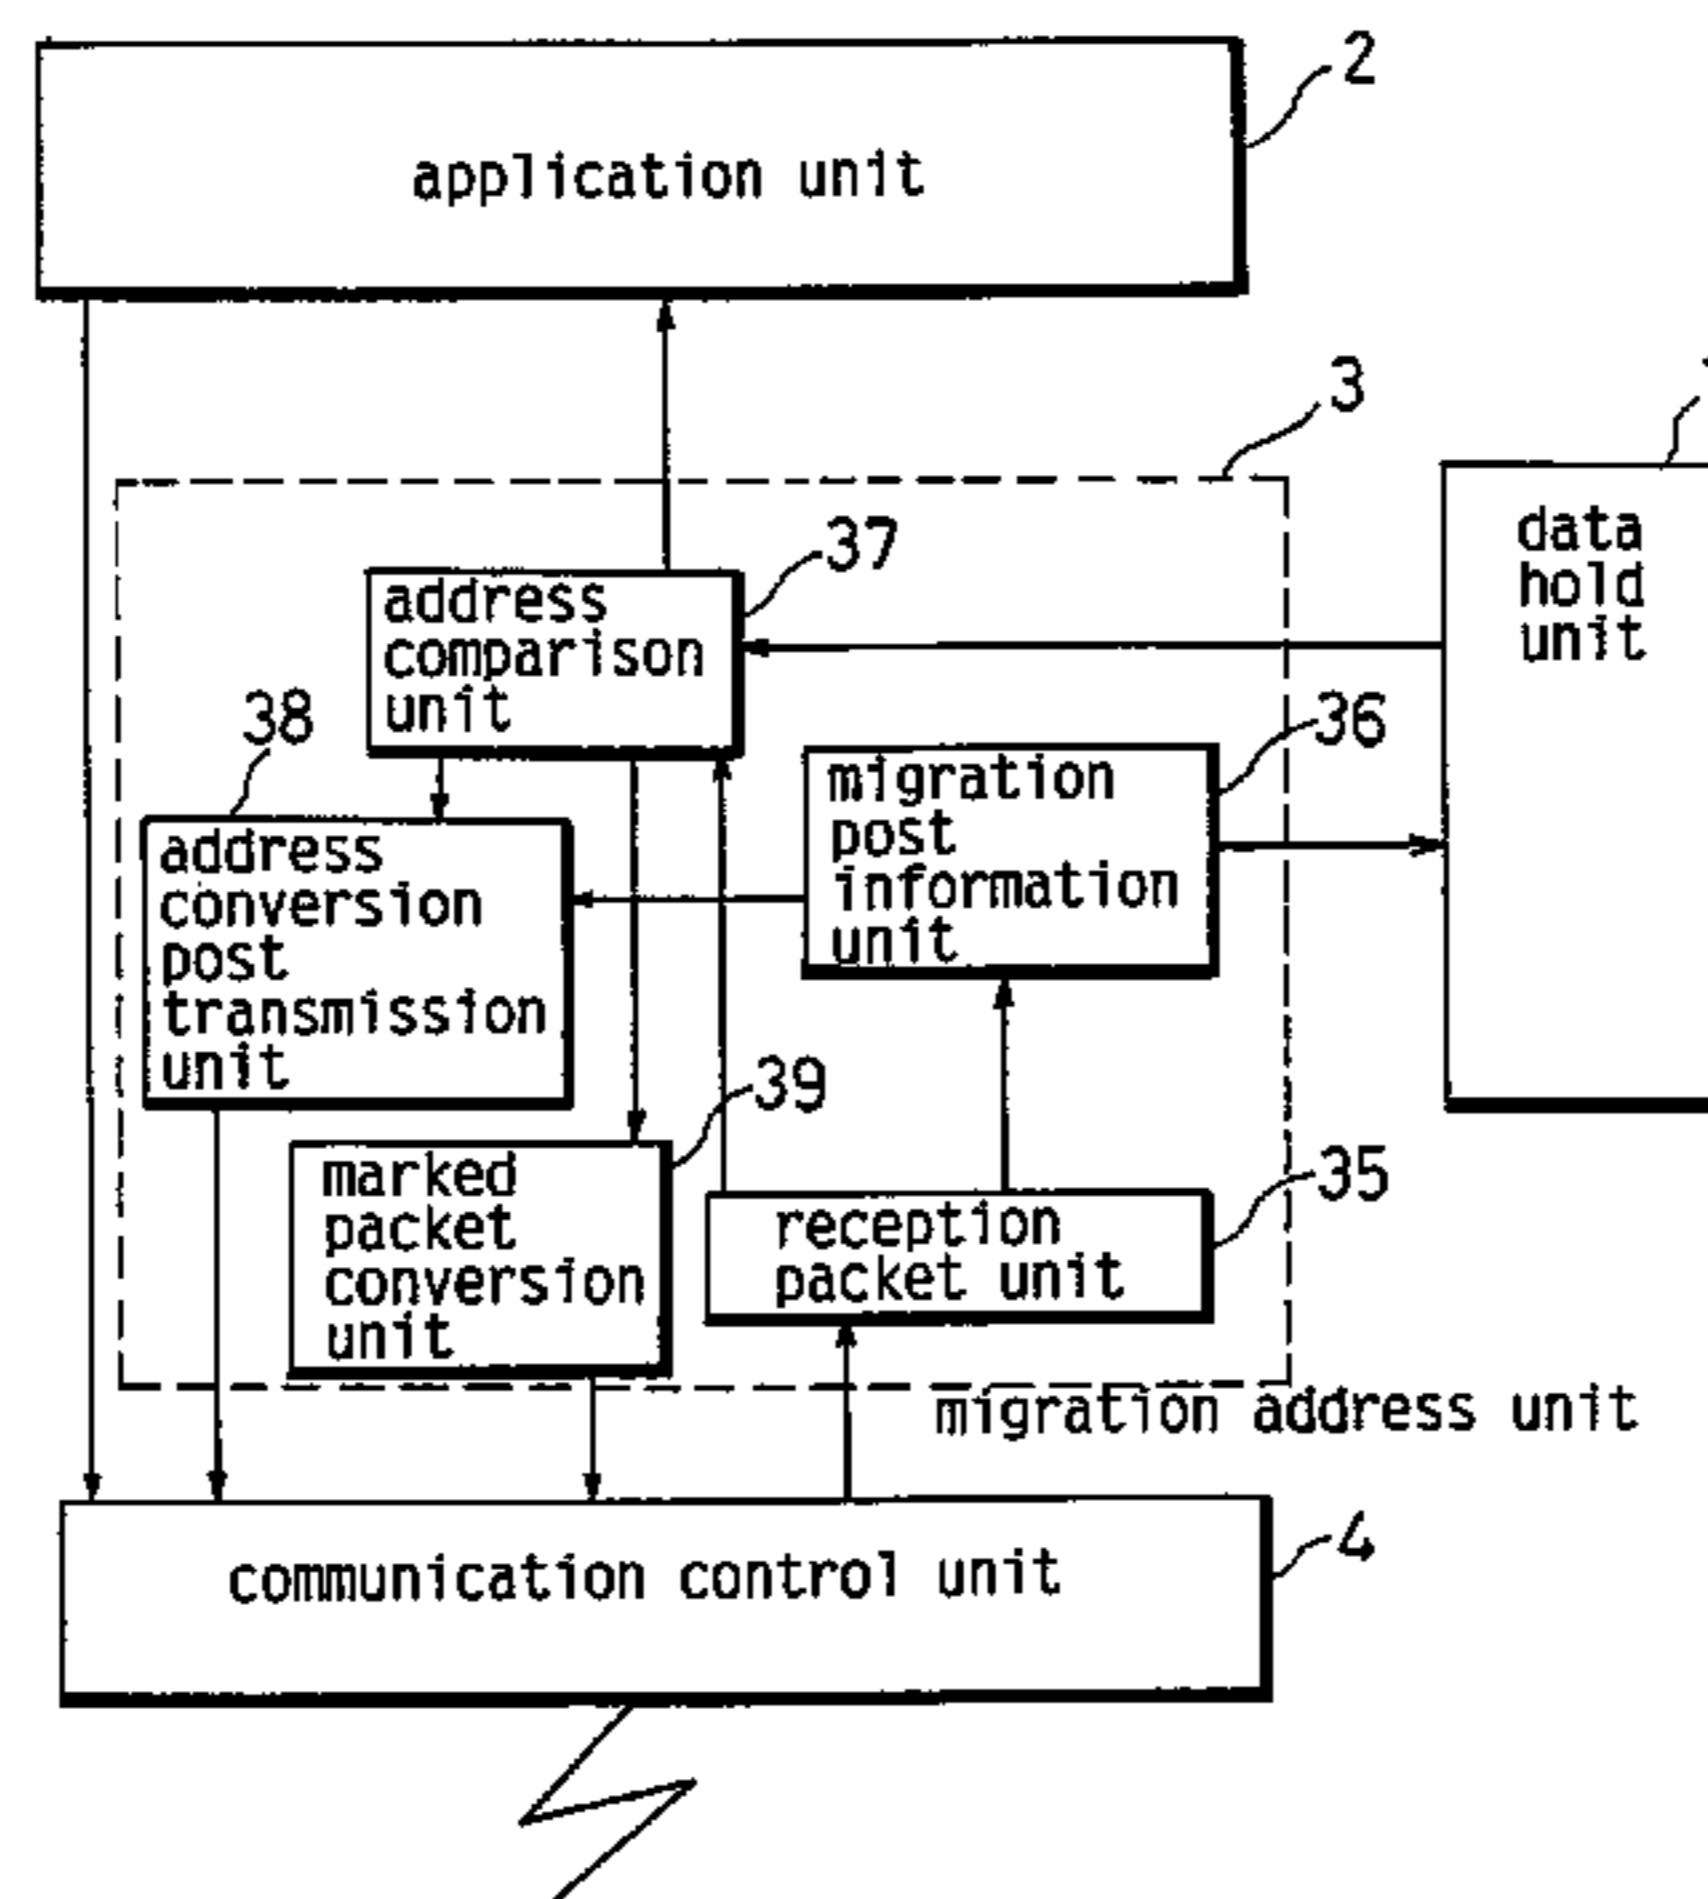 2
application unit
3
37
data
hold
unit
address
comparison
unit
38
36
migration
post
information
unit
address
conversion
post
transmission
unit
39
marked
packet
conversion
unit
35
reception
packet unit
migration address unit
4
communication control unit